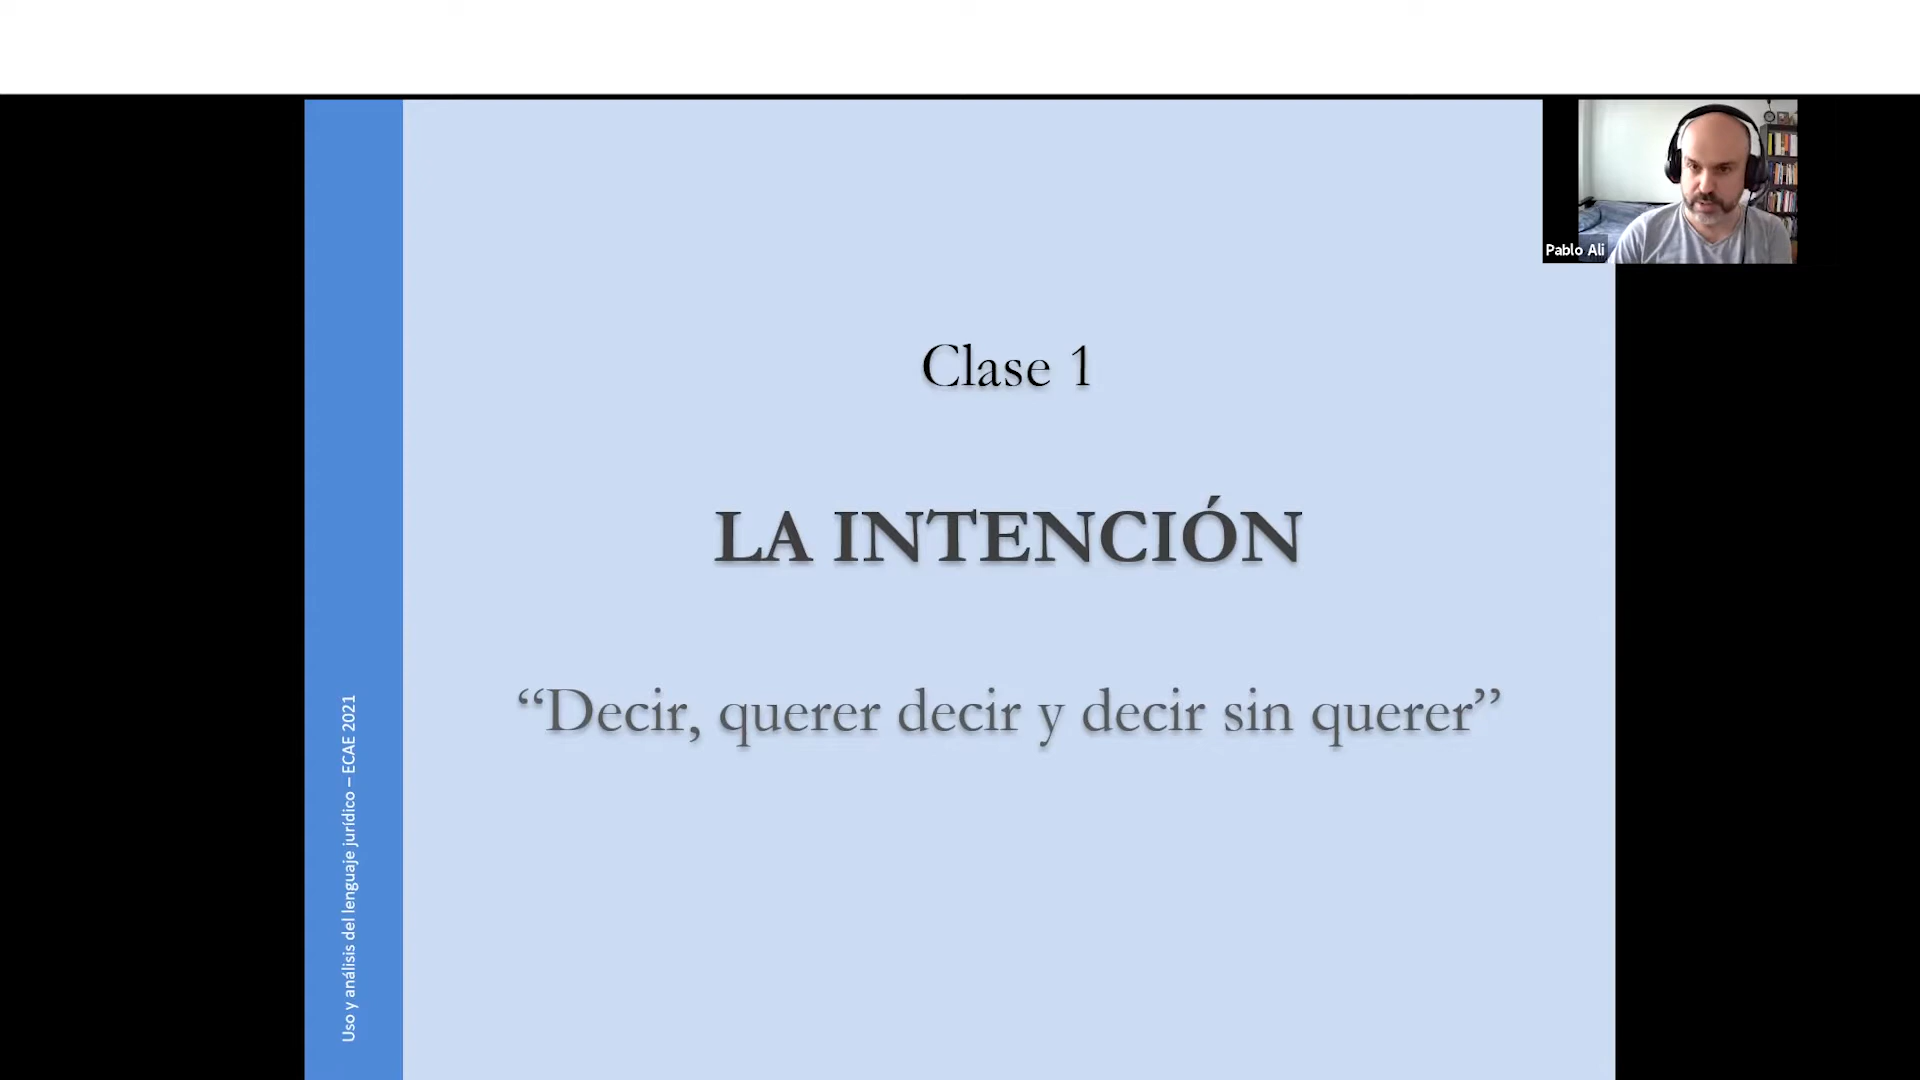 Pablo Ali
Clase 1
LA INTENCIÓN
“Decir, querer decir y decir sin querer”
Uso y análisis del lenguaje jurídico – ECAE 2021